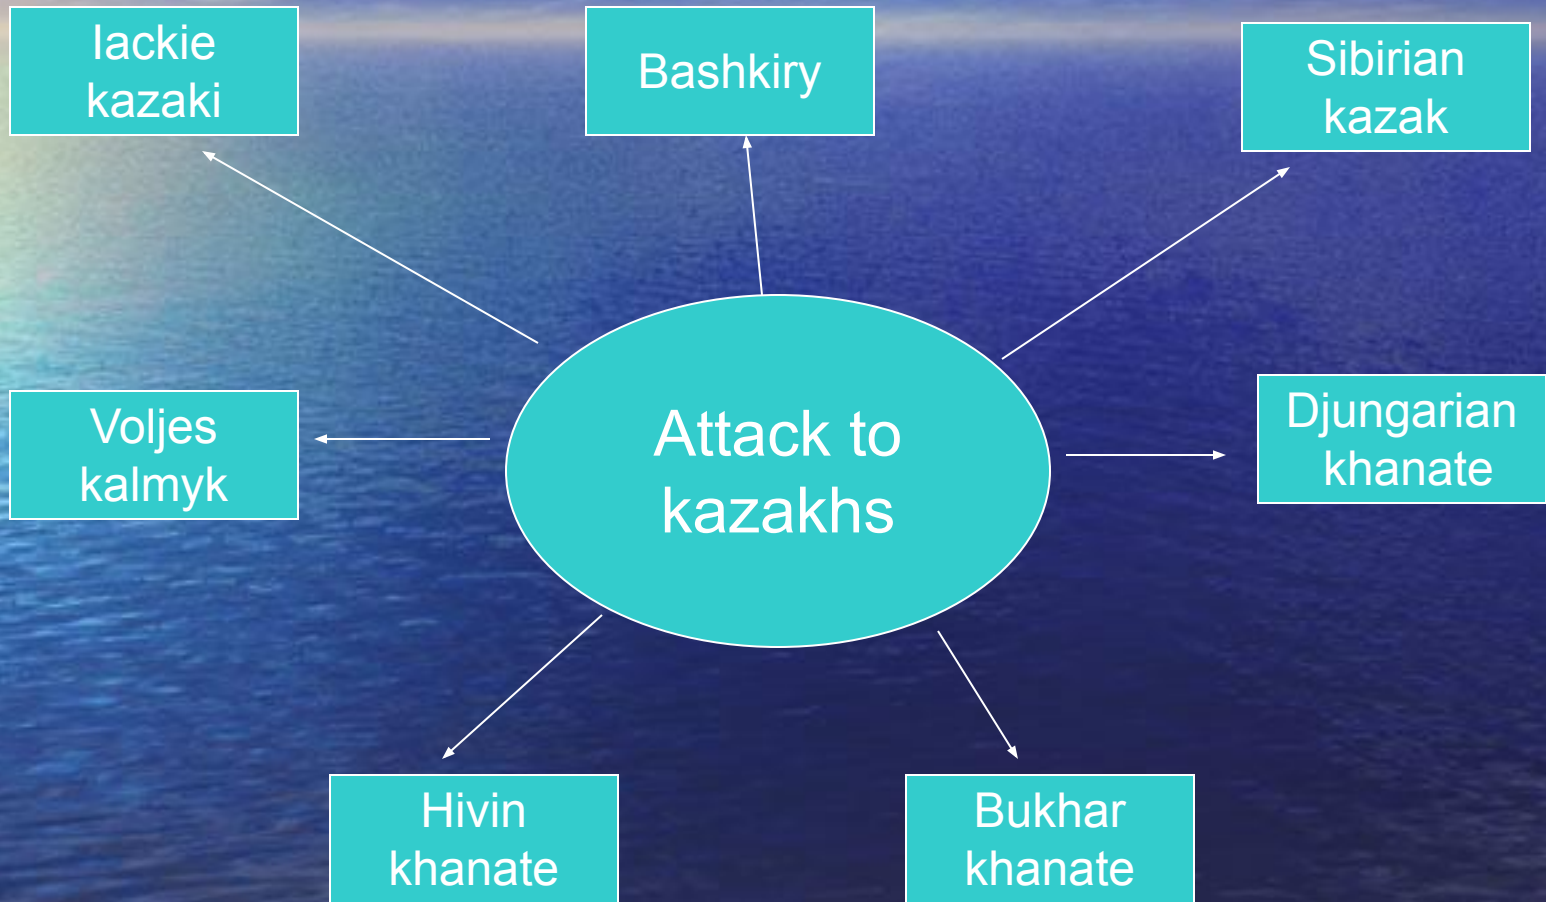 Iackie
kazaki
Bashkiry
Sibirian
kazak
Voljes
kalmyk
Attack to
kazakhs
Djungarian
khanate
Hivin
khanate
Bukhar
khanate